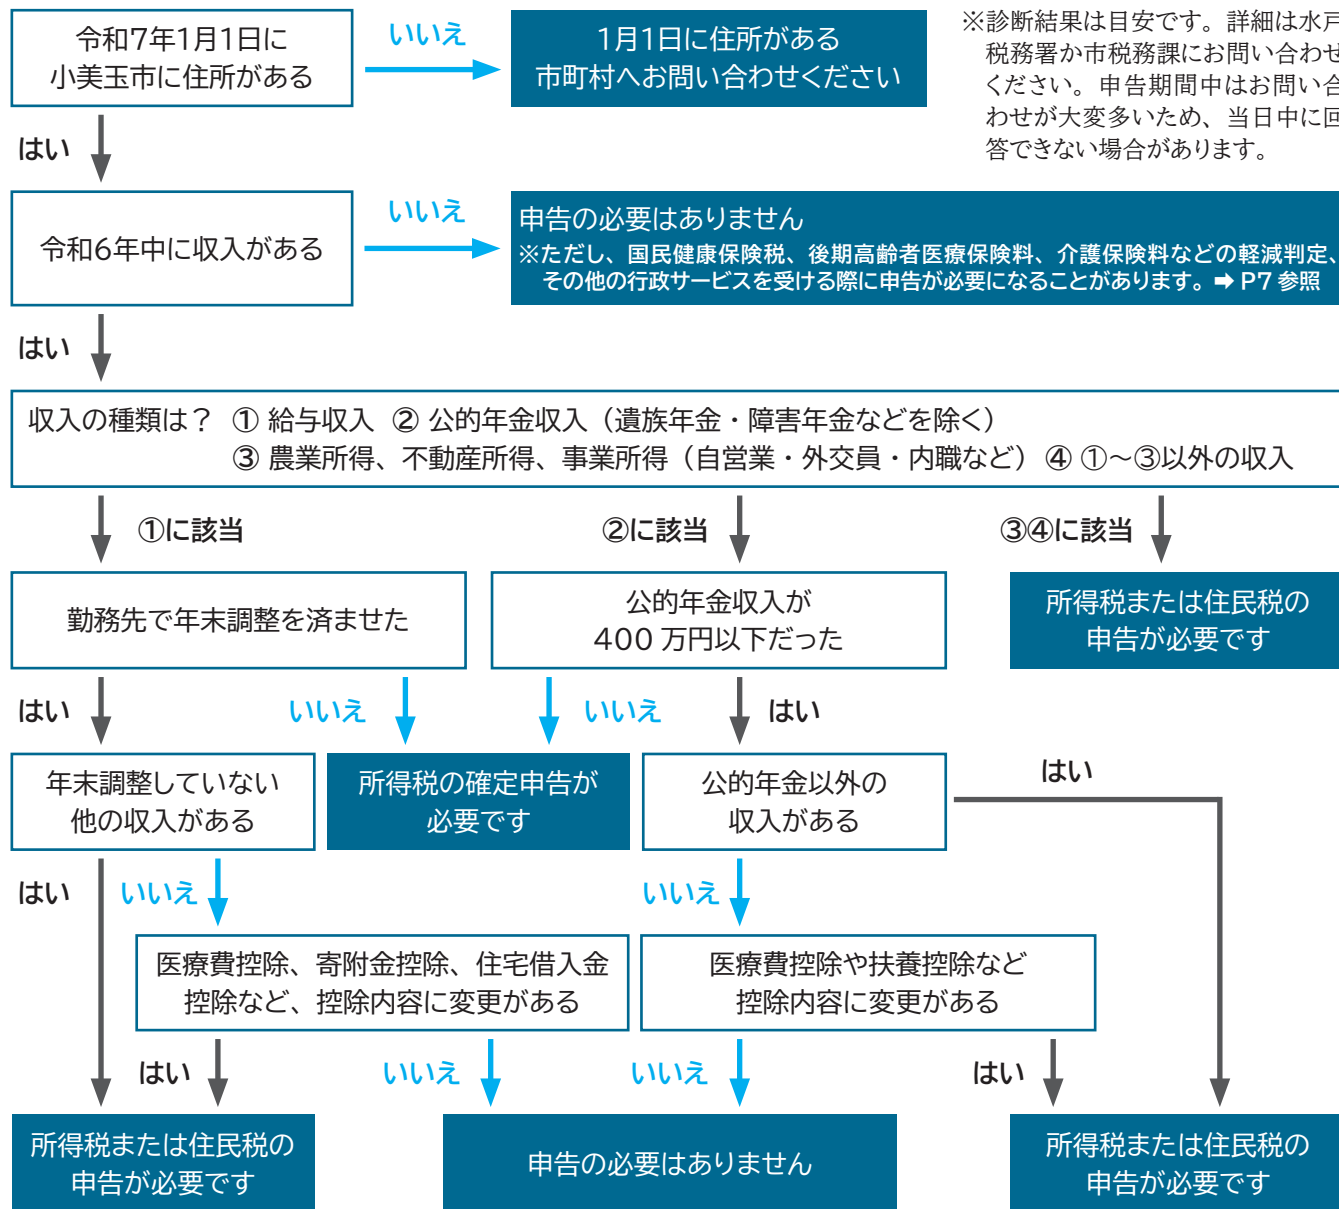 令和7年1月1日に
小美玉市に住所がある
いいえ
1月1日に住所がある
市町村へお問い合わせください
※診断結果は目安です。詳細は水戸
税務署か市税務課にお問い合わせ
ください。申告期間中はお問い合
わせが大変多いため、当日中に回
答できない場合があります。
はい
令和6年中に収入がある
いいえ
申告の必要はありません
※ただし、国民健康保険税、後期高齢者医療保険料、介護保険料などの軽減判定、
その他の行政サービスを受ける際に申告が必要になることがあります。➡ P7 参照
はい
収入の種類は？ ① 給与収入 ② 公的年金収入（遺族年金・障害年金などを除く）
③ 農業所得、不動産所得、事業所得（自営業・外交員・内職など）④ ①～③以外の収入
①に該当
②に該当
③④に該当
勤務先で年末調整を済ませた
公的年金収入が
400 万円以下だった
所得税または住民税の
申告が必要です
はい
いいえ
いいえ
はい
年末調整していない
他の収入がある
所得税の確定申告が
必要です
公的年金以外の
収入がある
はい
はい
いいえ
いいえ
医療費控除、寄附金控除、住宅借入金
控除など、控除内容に変更がある
医療費控除や扶養控除など
控除内容に変更がある
はい
いいえ
いいえ
はい
所得税または住民税の
申告が必要です
申告の必要はありません
所得税または住民税の
申告が必要です